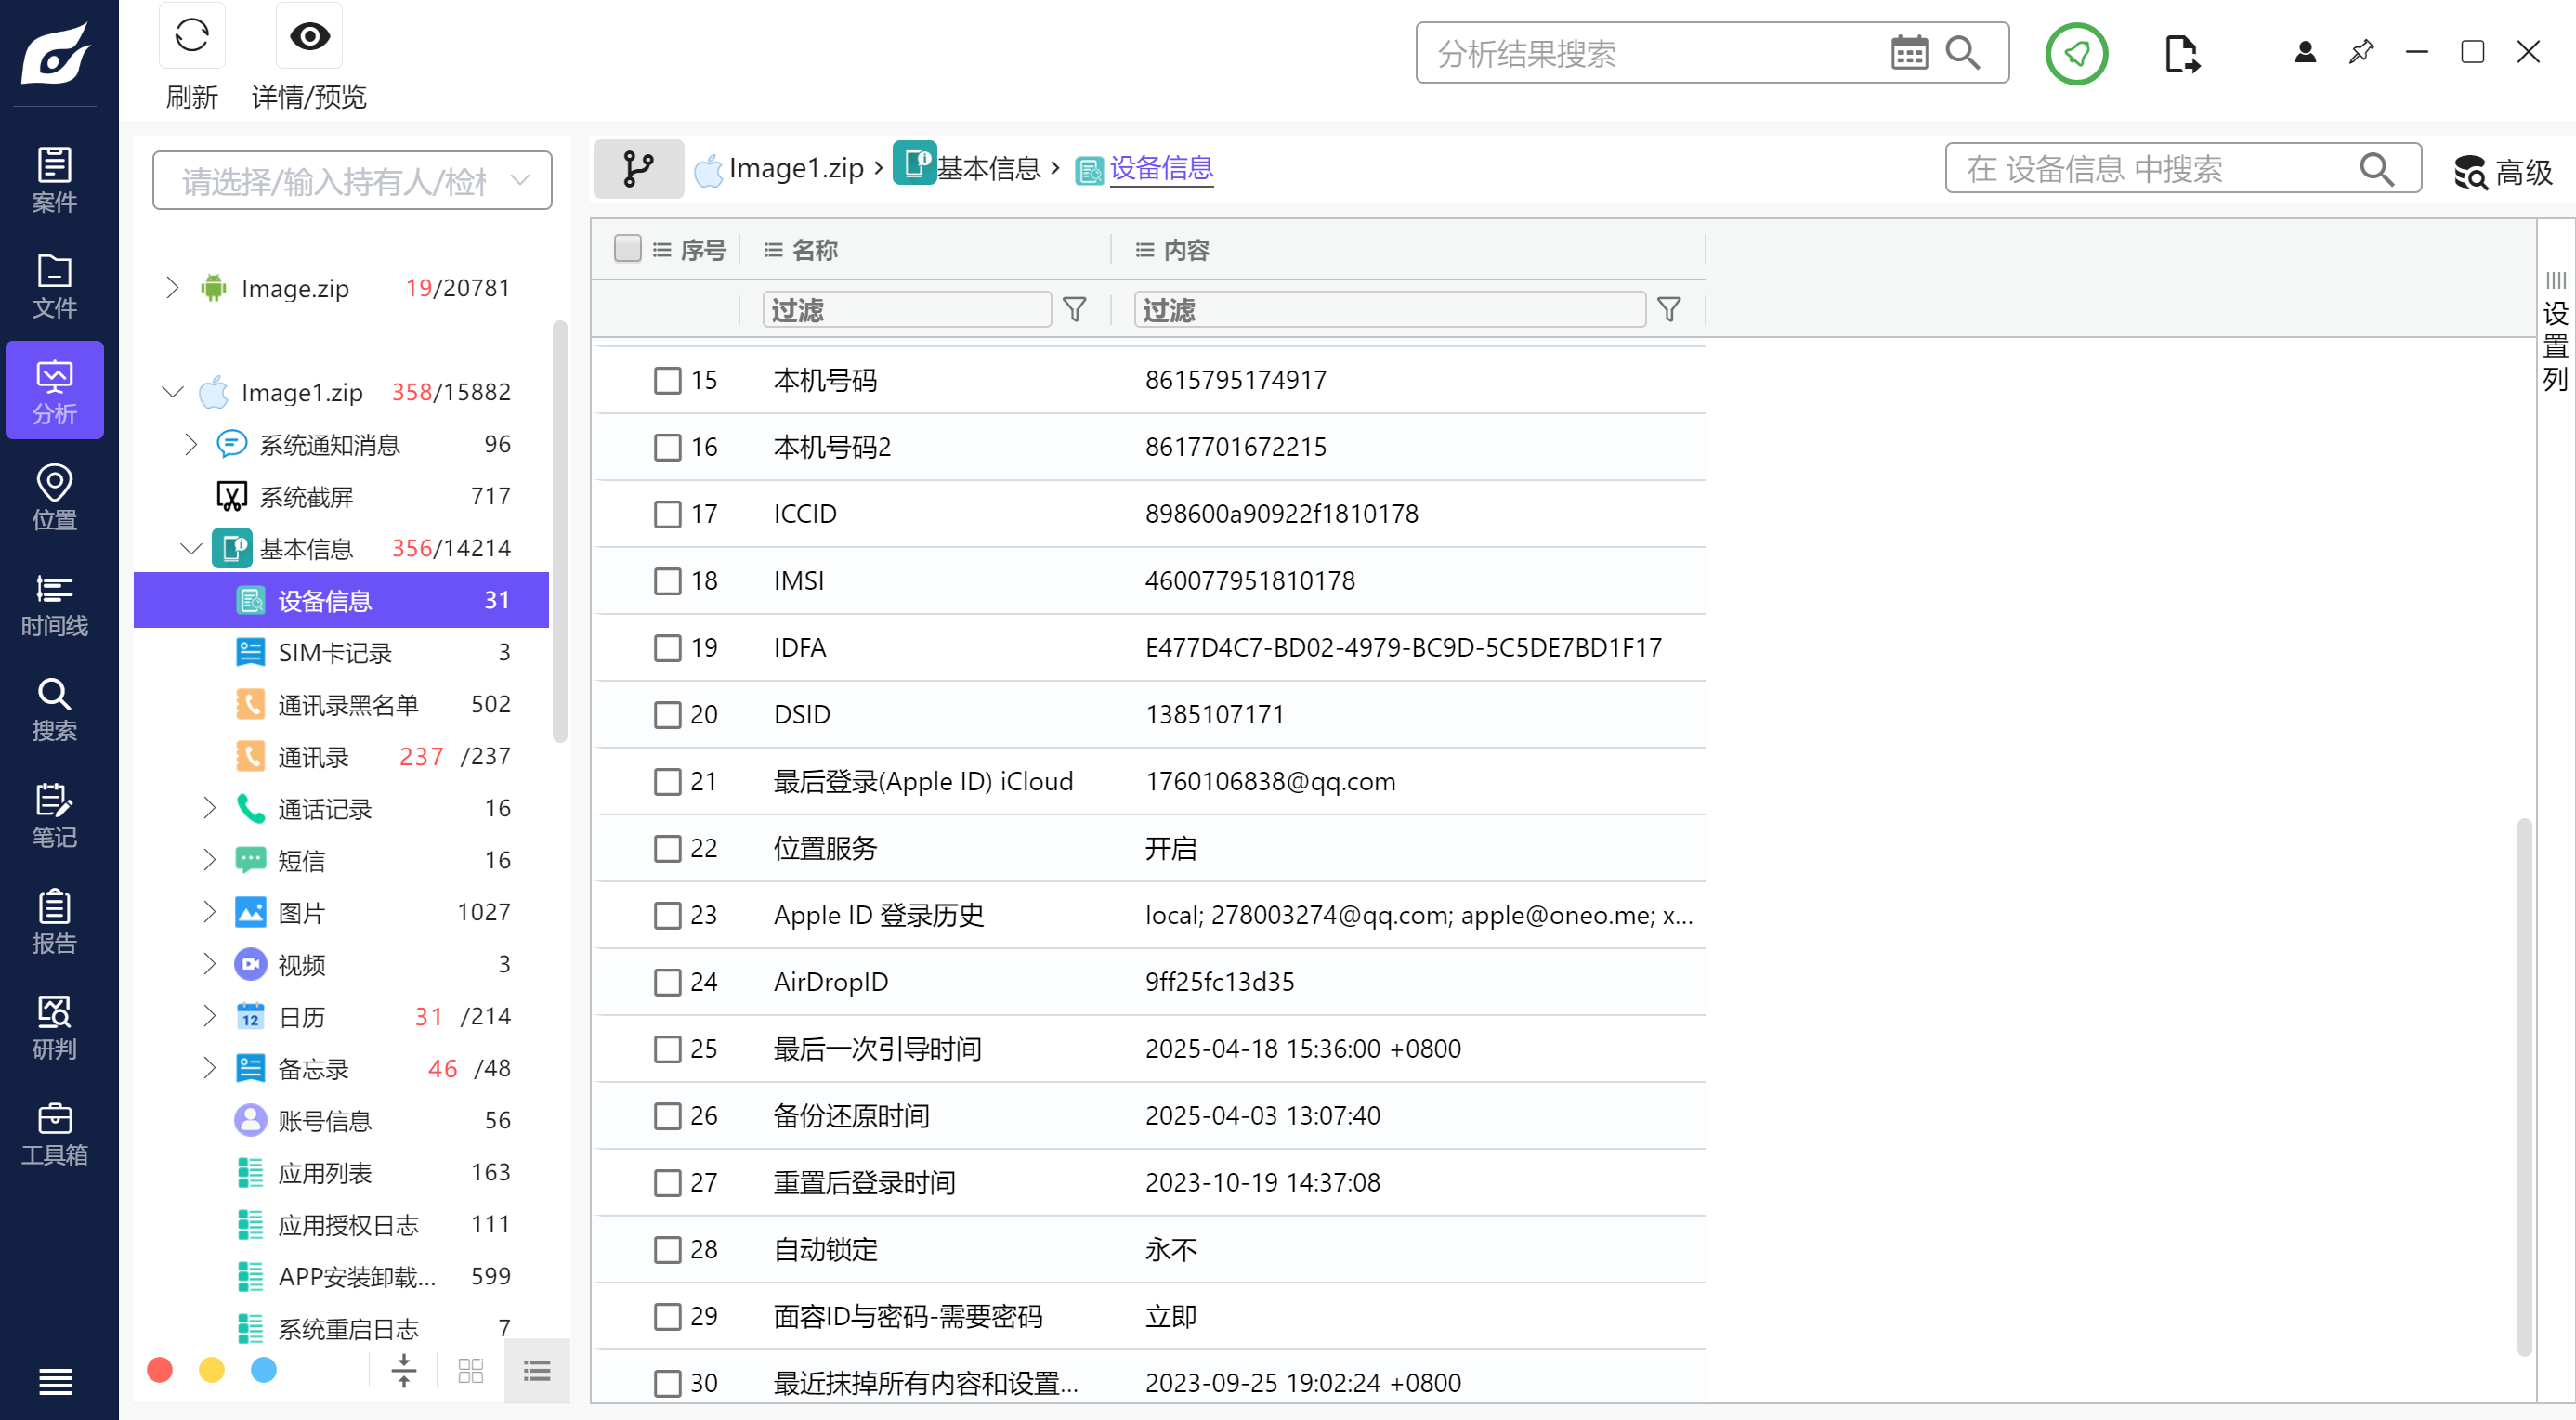 刷新
详情/预览
分析结果搜索
案件
文件
分析
位置
时间线
搜索
笔记
报告
研判
工具箱
请选择/输入持有人/检材
Image.zip 19/20781
Image1.zip 358/15882
系统通知消息 96
系统截屏 717
基本信息 356/14214
设备信息 31
SIM卡记录 3
通讯录黑名单 502
通讯录 237 /237
通话记录 16
短信 16
图片 1027
视频 3
12
日历 31 /214
备忘录 46 /48
账号信息 56
应用列表 163
应用授权日志 111
APP安装卸载... 599
系统重启日志 7
Image1.zip › 基本信息 › 设备信息
在 设备信息 中搜索
高级
序号 名称 内容
过滤 过滤
15 本机号码 8615795174917
16 本机号码2 8617701672215
17 ICCID 898600a90922f1810178
18 IMSI 460077951810178
19 IDFA E477D4C7-BD02-4979-BC9D-5C5DE7BD1F17
20 DSID 1385107171
21 最后登录(Apple ID) iCloud 1760106838@qq.com
22 位置服务 开启
23 Apple ID 登录历史 local; 278003274@qq.com; apple@oneo.me; x...
24 AirDropID 9ff25fc13d35
25 最后一次引导时间 2025-04-18 15:36:00 +0800
26 备份还原时间 2025-04-03 13:07:40
27 重置后登录时间 2023-10-19 14:37:08
28 自动锁定 永不
29 面容ID与密码-需要密码 立即
30 最近抹掉所有内容和设置... 2023-09-25 19:02:24 +0800
设置列